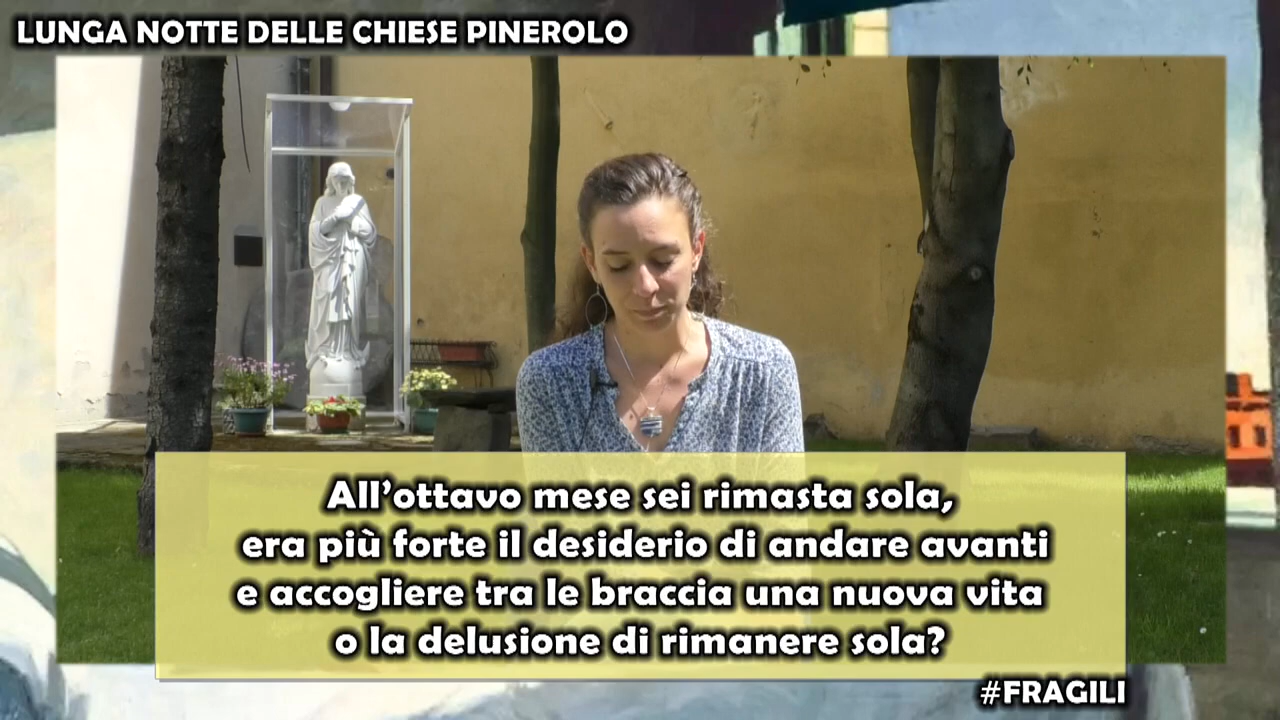 LUNGA NOTTE DELLE CHIESE PINEROLO
All'ottavo mese sei rimasta sola,
era più forte il desiderio di andare avanti
e accogliere tra le braccia una nuova vita
o la delusione di rimanere sola?
#FRAGILI